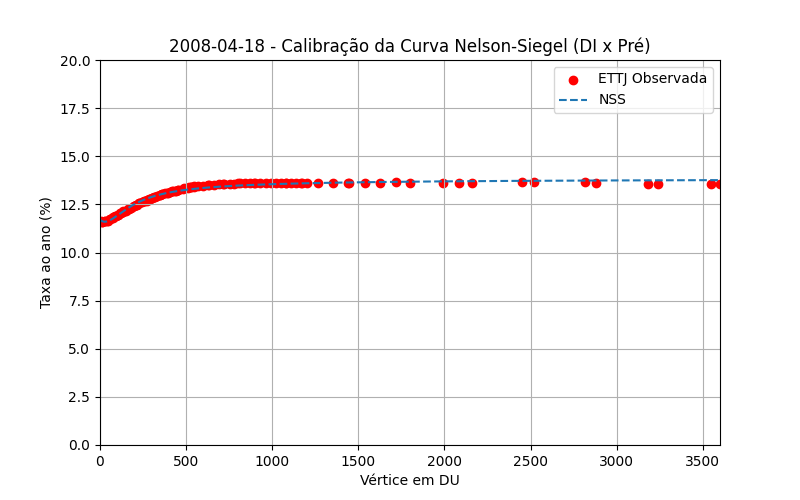 2008-04-18 - Calibração da Curva Nelson-Siegel (DI x Pré)
ETTJ Observada
NSS
Taxa ao ano (%)
20.0
17.5
15.0
12.5
10.0
7.5
5.0
2.5
0.0
0 500 1000 1500 2000 2500 3000 3500
Vértice em DU